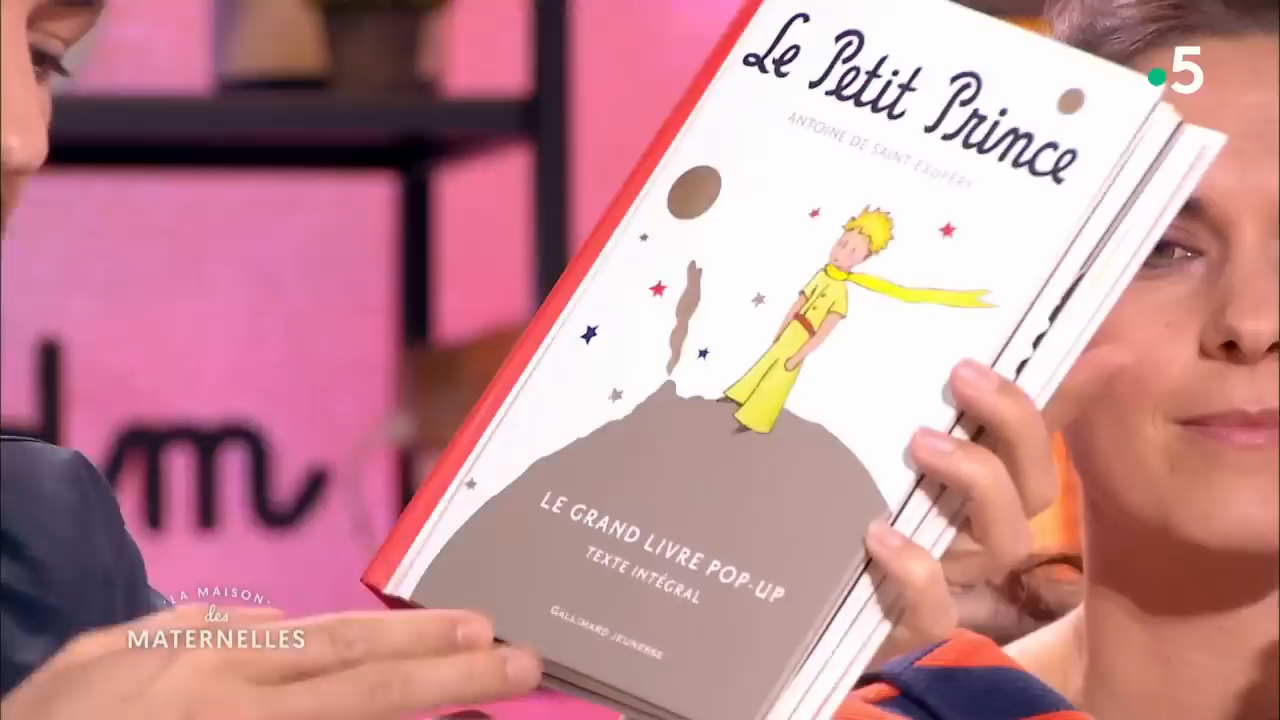 Le Petit Prince
ANTOINE DE SAINT-EXUPÉRY
5
LE GRAND LIVRE POP-UP
TEXTE INTÉGRAL
GALLIMARD JEUNESSE
ldm
LA MAISON
des
MATERNELLES